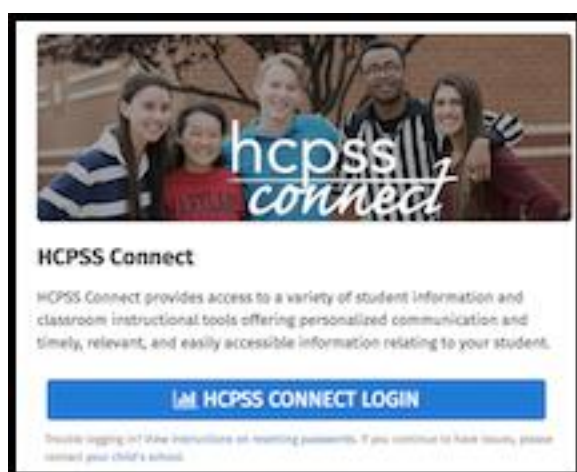 hcpss
connect
HCPSS Connect
HCPSS Connect provides access to a variety of student information and
classroom instructional tools offering personalized communication and
timely, relevant, and easily accessible information relating to your student.
HCPSS CONNECT LOGIN
Trouble logging in? View instructions on resetting passwords. If you continue to have issues, please
contact your child's school.